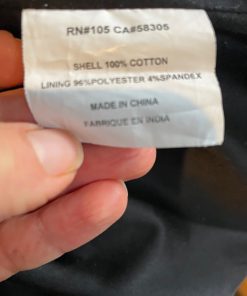 RN#105 CA#58305
SHELL 100% COTTON
LINING 96%POLYESTER 4%SPANDEX
MADE IN CHINA
FABRIQUE EN INDIA